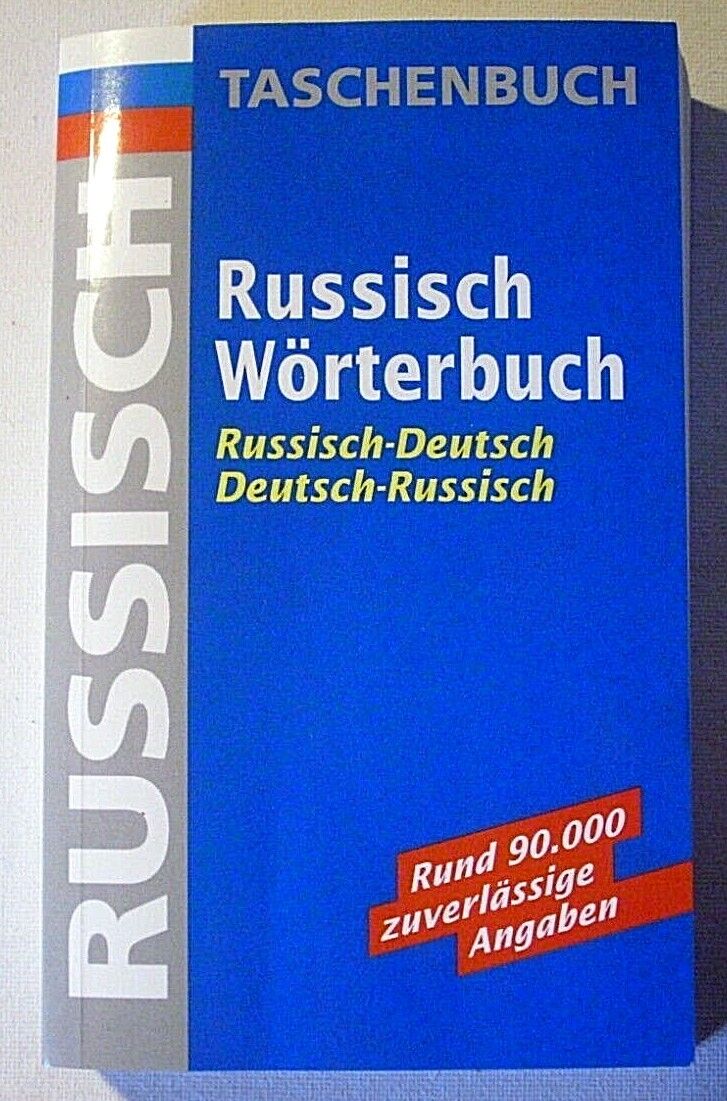 TASCHENBUCH
Russisch
Wörterbuch
Russisch-Deutsch
Deutsch-Russisch
Rund 90.000
zuverlässige
Angaben
RUSSISCH